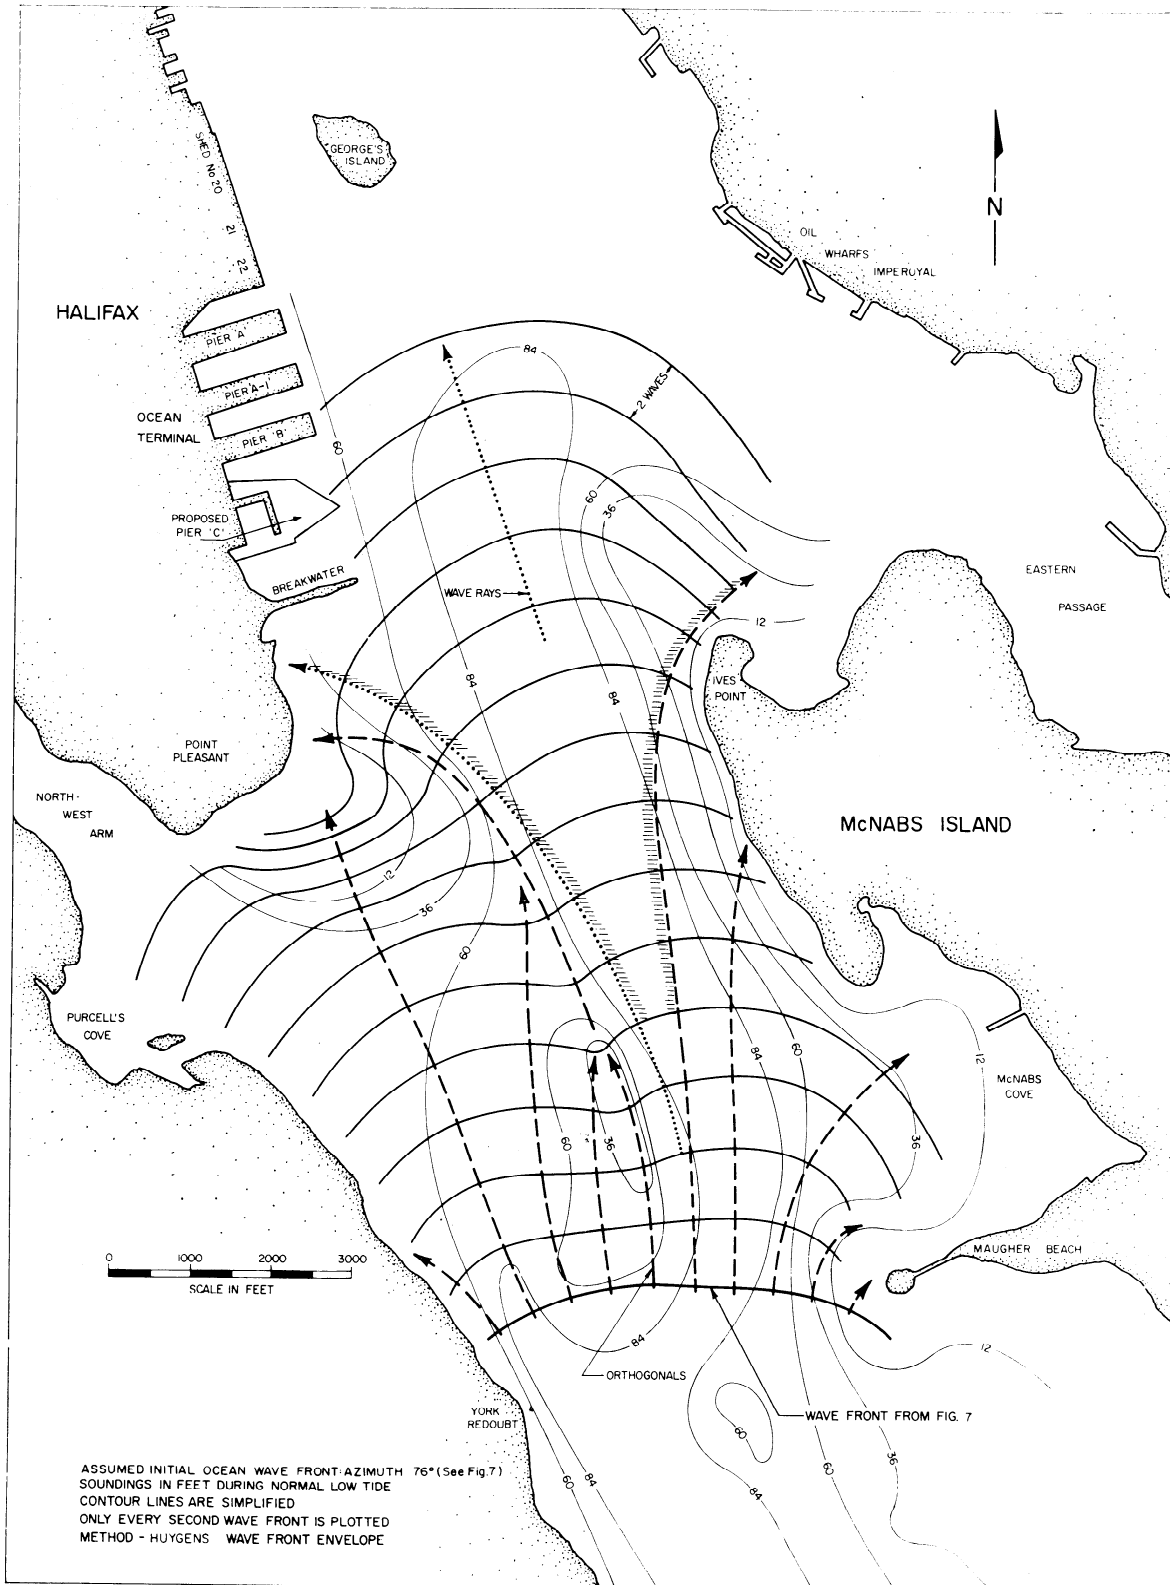 SHED No 20
21
22
GEORGE'S
ISLAND
N
OIL
WHARFS
IMPEROYAL
HALIFAX
PIER 'A'
PIER 'A-1'
PIER 'B'
OCEAN
TERMINAL
84
2 WAVES
60
60
36
PROPOSED
PIER 'C'
BREAKWATER
WAVE RAYS
EASTERN
PASSAGE
12
84
84
IVES
POINT
POINT
PLEASANT
NORTH-
WEST
ARM
McNABS ISLAND
12
36
60
PURCELL'S
COVE
84
60
12
McNABS
COVE
60
36
36
MAUGHER BEACH
0 1000 2000 3000
SCALE IN FEET
84
12
ORTHOGONALS
YORK
REDOUBT
WAVE FRONT FROM FIG. 7
60
60
84
84
60
36
ASSUMED INITIAL OCEAN WAVE FRONT: AZIMUTH 76° (See Fig.7)
SOUNDINGS IN FEET DURING NORMAL LOW TIDE
CONTOUR LINES ARE SIMPLIFIED
ONLY EVERY SECOND WAVE FRONT IS PLOTTED
METHOD - HUYGENS WAVE FRONT ENVELOPE